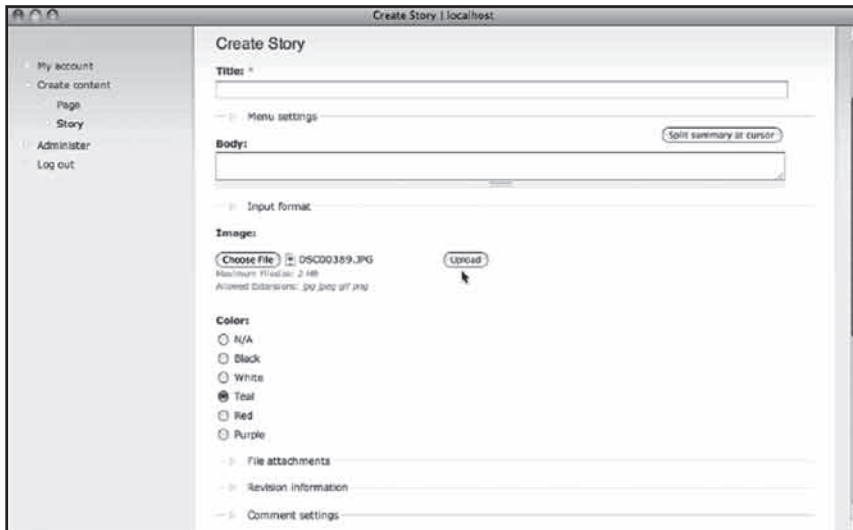 Create Story | localhost
My account
Create content
Page
Story
Administer
Log out
Create Story
Title: *
Menu settings
Split summary at cursor
Body:
Input format
Image:
Choose File DSC00389.JPG Upload
Maximum Filesize: 2 MB
Allowed Extensions: jpg jpeg gif png
Color:
N/A
Black
White
Teal
Red
Purple
File attachments
Revision information
Comment settings